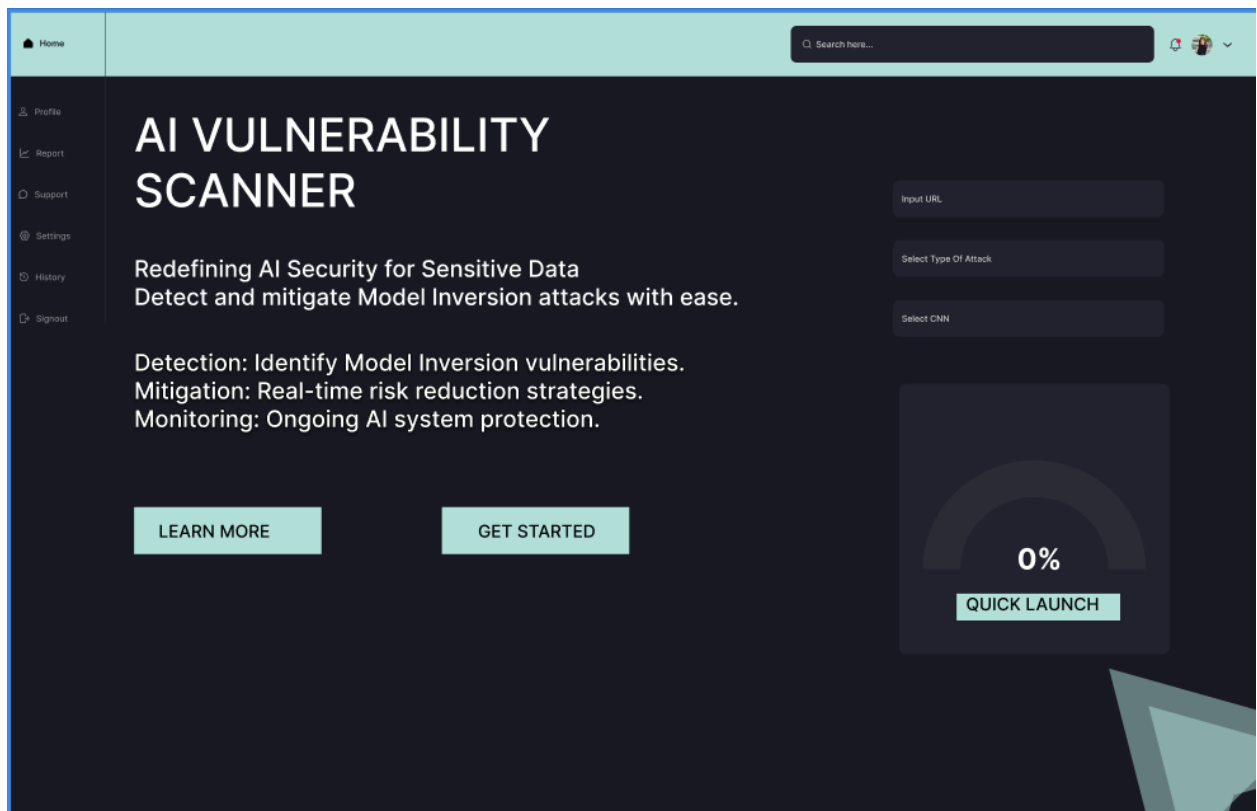 Home
Search here...
Profile
Report
Support
Settings
History
Signout
AI VULNERABILITY
SCANNER
Redefining AI Security for Sensitive Data
Detect and mitigate Model Inversion attacks with ease.
Detection: Identify Model Inversion vulnerabilities.
Mitigation: Real-time risk reduction strategies.
Monitoring: Ongoing AI system protection.
LEARN MORE
GET STARTED
Input URL
Select Type Of Attack
Select CNN
0%
QUICK LAUNCH